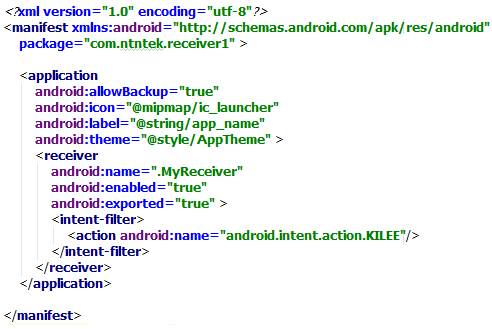 <?xml version="1.0" encoding="utf-8"?>
<manifest xmlns:android="http://schemas.android.com/apk/res/android"
package="com.ntntek.receiver1" >
<application
android:allowBackup="true"
android:icon="@mipmap/ic_launcher"
android:label="@string/app_name"
android:theme="@style/AppTheme" >
<receiver
android:name=".MyReceiver"
android:enabled="true"
android:exported="true" >
<intent-filter>
<action android:name="android.intent.action.KILEE"/>
</intent-filter>
</receiver>
</application>
</manifest>